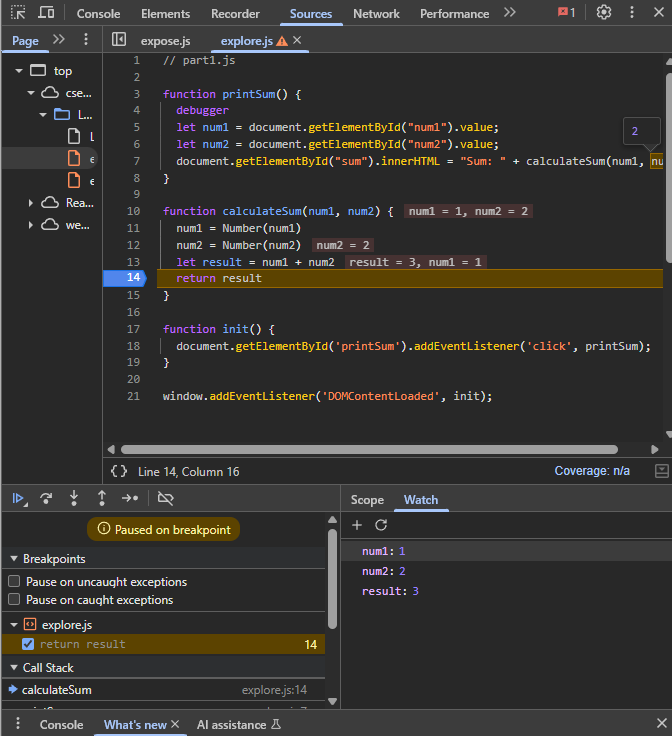 Console Elements Recorder Sources Network Performance 1
Page expose.js explore.js
top
cse...
L...
L
e
e
Rea...
we...
1 // part1.js
2
3 function printSum() {
4 debugger
5 let num1 = document.getElementById("num1").value;
6 let num2 = document.getElementById("num2").value;
7 document.getElementById("sum").innerHTML = "Sum: " + calculateSum(num1, nu
2
8 }
9
10 function calculateSum(num1, num2) { num1 = 1, num2 = 2
11 num1 = Number(num1)
12 num2 = Number(num2) num2 = 2
13 let result = num1 + num2 result = 3, num1 = 1
14 return result
15 }
16
17 function init() {
18 document.getElementById('printSum').addEventListener('click', printSum);
19 }
20
21 window.addEventListener('DOMContentLoaded', init);
{} Line 14, Column 16 Coverage: n/a
Paused on breakpoint
Breakpoints
Pause on uncaught exceptions
Pause on caught exceptions
explore.js
return result 14
Call Stack
calculateSum explore.js:14
Scope Watch
num1: 1
num2: 2
result: 3
Console What's new AI assistance